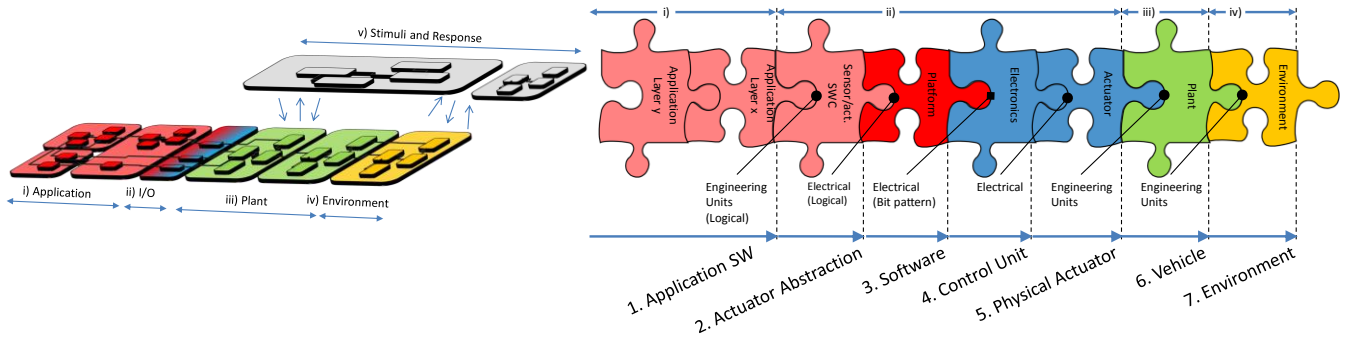 v) Stimuli and Response
i) Application
ii) I/O
iii) Plant
iv) Environment
i)
ii)
iii)
iv)
Application
Layer y
Application
Layer x
Sensor/act.
SWC
Platform
Electronics
Actuator
Plant
Environment
Engineering
Units
(Logical)
Electrical
(Logical)
Electrical
(Bit pattern)
Electrical
Engineering
Units
Engineering
Units
1. Application SW
2. Actuator Abstraction
3. Software
4. Control Unit
5. Physical Actuator
6. Vehicle
7. Environment